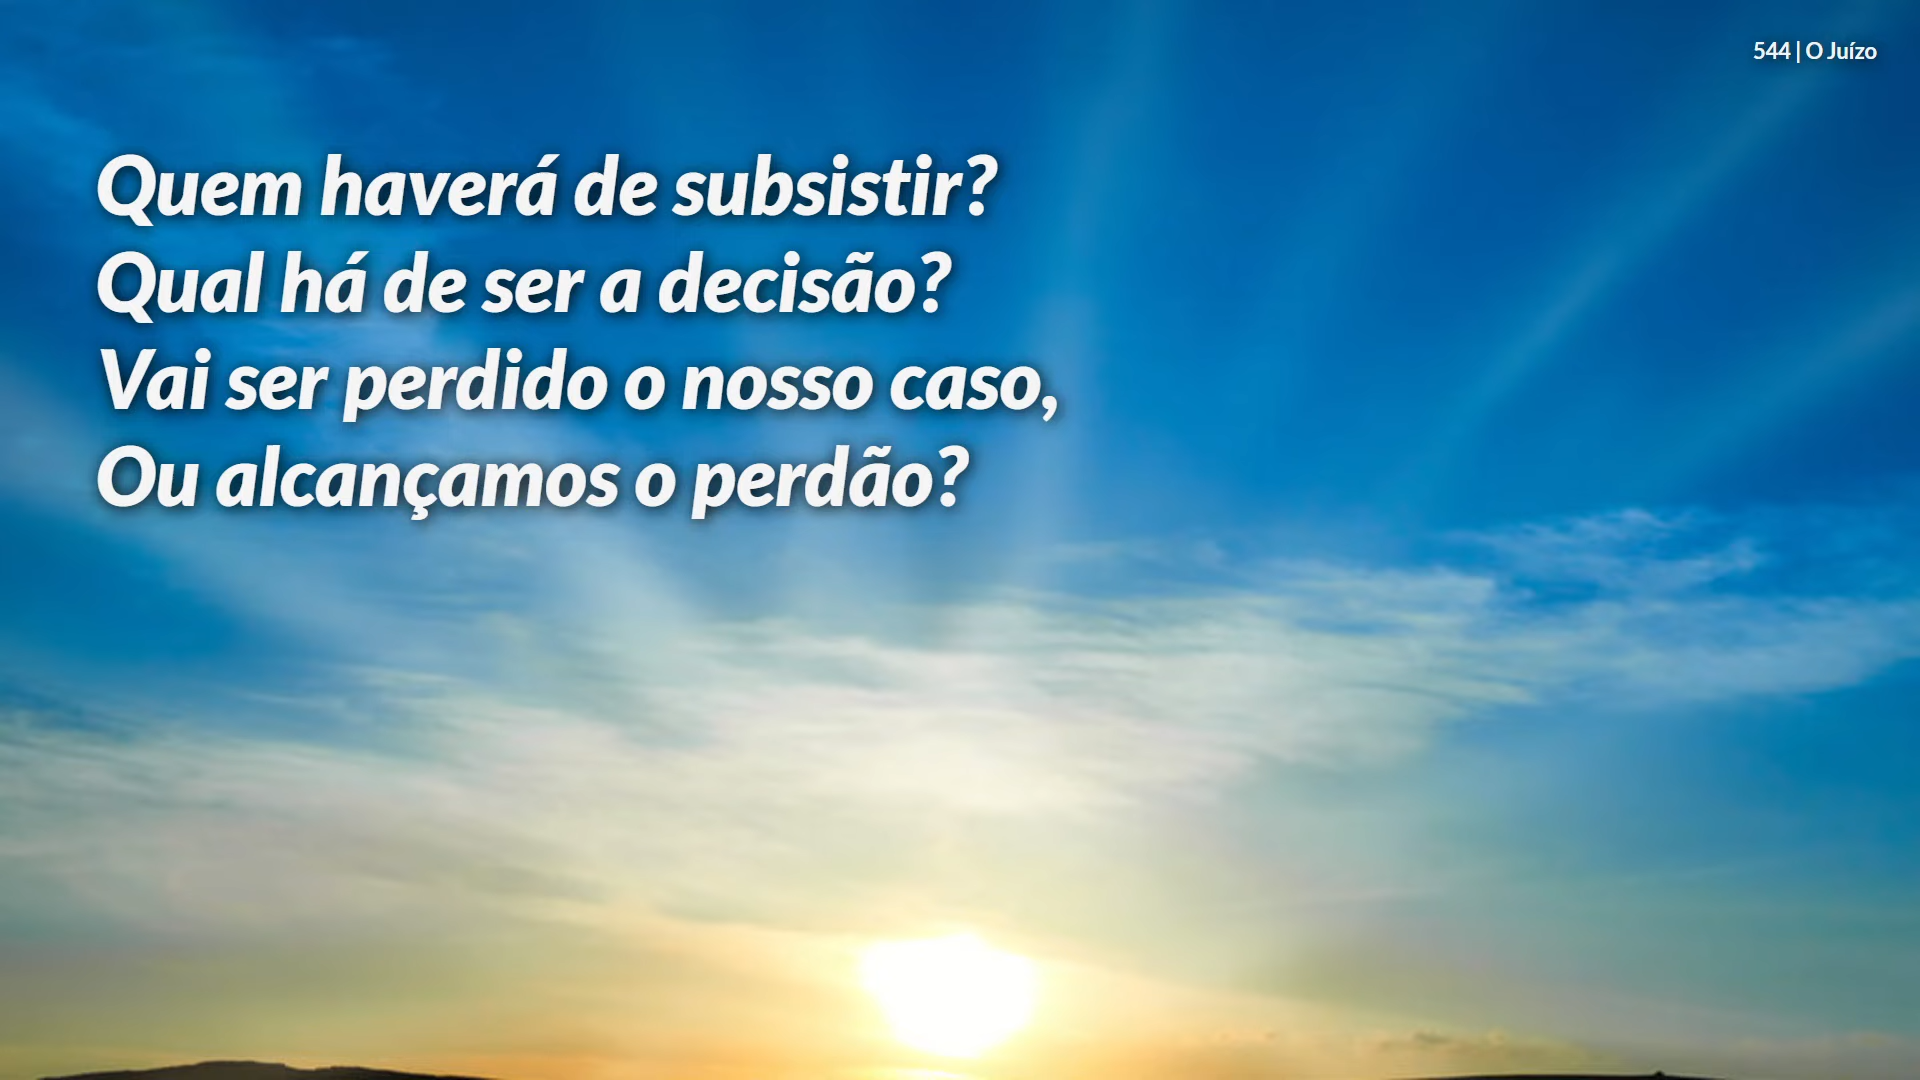 544 | O Juízo
Quem haverá de subsistir?
Qual há de ser a decisão?
Vai ser perdido o nosso caso,
Ou alcançamos o perdão?